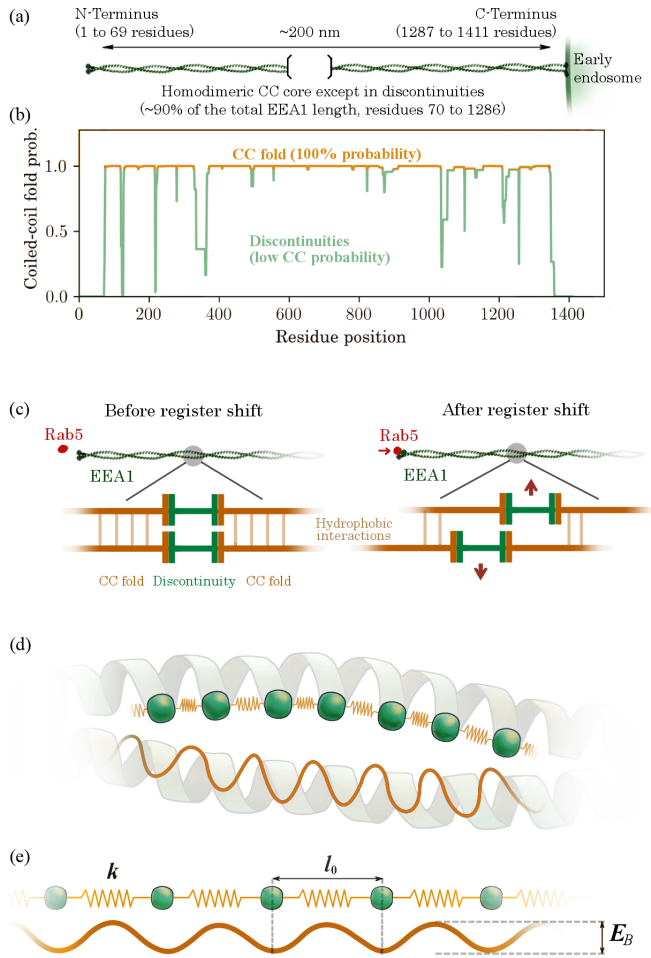 (a)
N-Terminus
(1 to 69 residues)
~200 nm
C-Terminus
(1287 to 1411 residues)
Early
endosome
Homodimeric CC core except in discontinuities
(~90% of the total EEA1 length, residues 70 to 1286)
(b)
Coiled-coil fold prob.
1.0
0.5
0.0
CC fold (100% probability)
Discontinuities
(low CC probability)
0 200 400 600 800 1000 1200 1400
Residue position
(c)
Before register shift
After register shift
Rab5
EEA1
Rab5
EEA1
Hydrophobic
interactions
CC fold Discontinuity CC fold
(d)
(e)
k
l0
EB